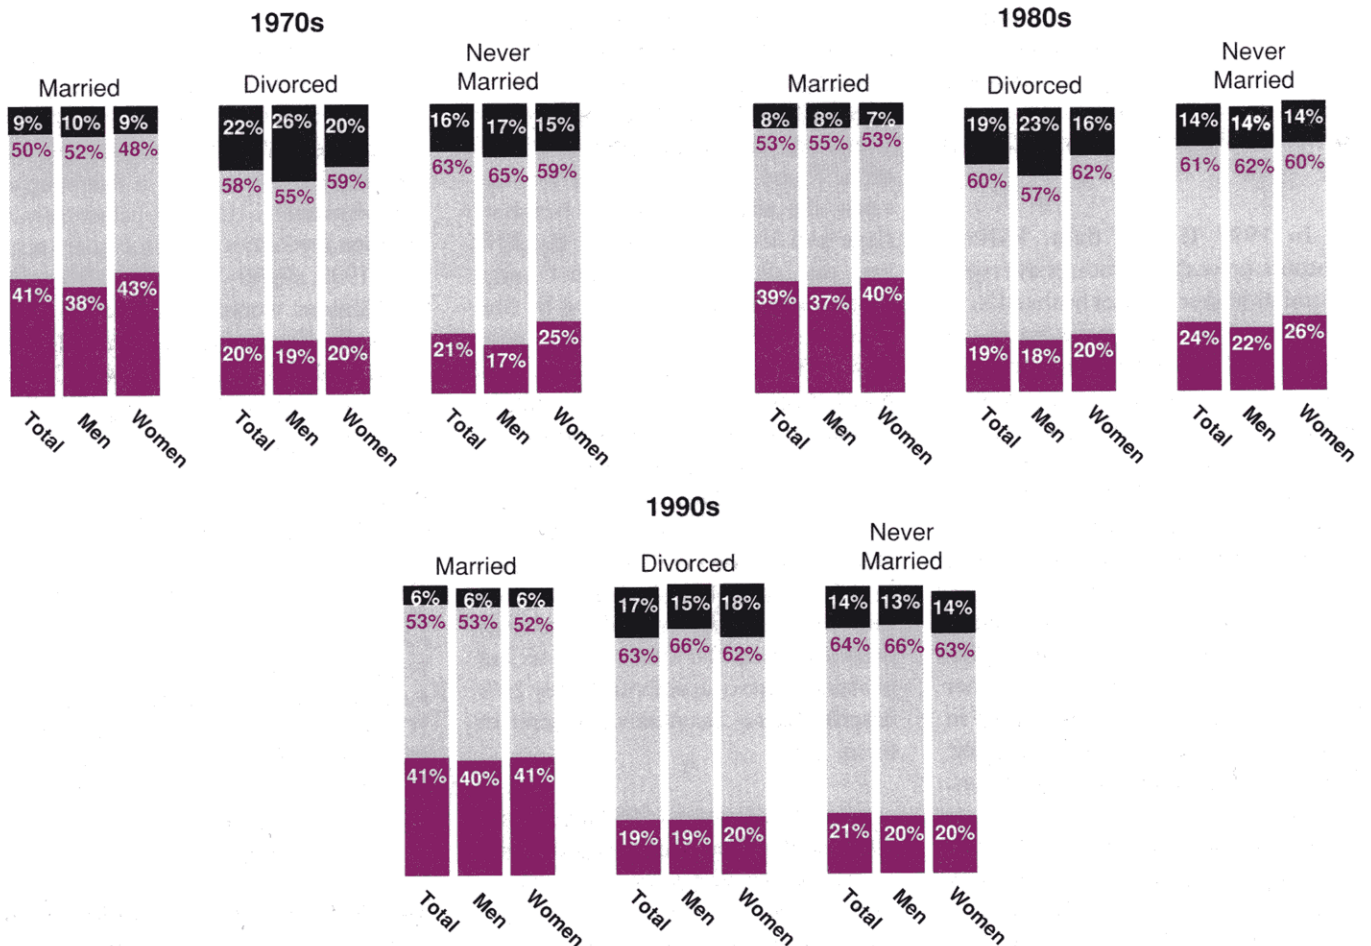 1970s
Married
Divorced
Never
Married
9% 10% 9%
50% 52% 48%
41% 38% 43%
22% 26% 20%
58% 55% 59%
20% 19% 20%
16% 17% 15%
63% 65% 59%
21% 17% 25%
Total Men Women
Total Men Women
Total Men Women
1980s
Married
Divorced
Never
Married
8% 8% 7%
53% 55% 53%
39% 37% 40%
19% 23% 16%
60% 57% 62%
19% 18% 20%
14% 14% 14%
61% 62% 60%
24% 22% 26%
Total Men Women
Total Men Women
Total Men Women
1990s
Married
Divorced
Never
Married
6% 6% 6%
53% 53% 52%
41% 40% 41%
17% 15% 18%
63% 66% 62%
19% 19% 20%
14% 13% 14%
64% 66% 63%
21% 20% 20%
Total Men Women
Total Men Women
Total Men Women